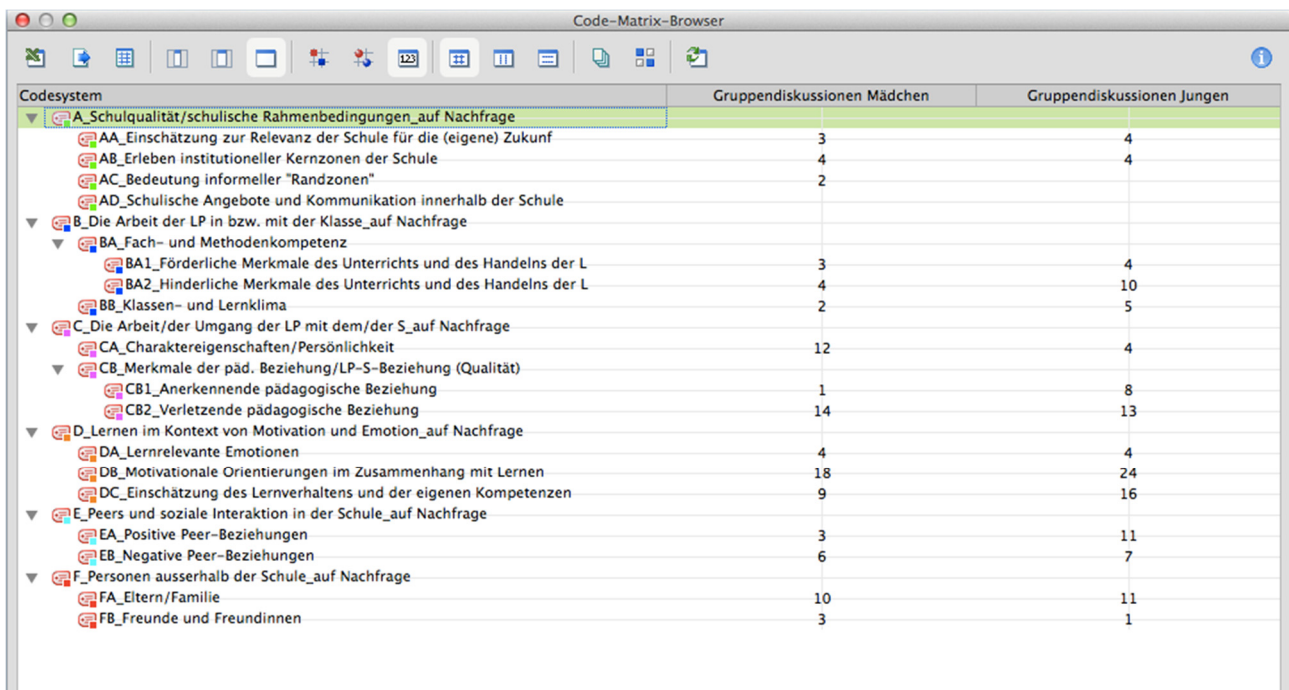 Code-Matrix-Browser
123
Codesystem Gruppendiskussionen Mädchen Gruppendiskussionen Jungen
A_Schulqualität/schulische Rahmenbedingungen_auf Nachfrage
AA_Einschätzung zur Relevanz der Schule für die (eigene) Zukunft 3 4
AB_Erleben institutioneller Kernzonen der Schule 4 4
AC_Bedeutung informeller "Randzonen" 2
AD_Schulische Angebote und Kommunikation innerhalb der Schule
B_Die Arbeit der LP in bzw. mit der Klasse_auf Nachfrage
BA_Fach- und Methodenkompetenz
BA1_Förderliche Merkmale des Unterrichts und des Handelns der L 3 4
BA2_Hinderliche Merkmale des Unterrichts und des Handelns der L 4 10
BB_Klassen- und Lernklima 2 5
C_Die Arbeit/der Umgang der LP mit dem/der S_auf Nachfrage
CA_Charaktereigenschaften/Persönlichkeit 12 4
CB_Merkmale der päd. Beziehung/LP-S-Beziehung (Qualität)
CB1_Anerkennende pädagogische Beziehung 1 8
CB2_Verletzende pädagogische Beziehung 14 13
D_Lernen im Kontext von Motivation und Emotion_auf Nachfrage
DA_Lernrelevante Emotionen 4 4
DB_Motivationale Orientierungen im Zusammenhang mit Lernen 18 24
DC_Einschätzung des Lernverhaltens und der eigenen Kompetenzen 9 16
E_Peers und soziale Interaktion in der Schule_auf Nachfrage
EA_Positive Peer-Beziehungen 3 11
EB_Negative Peer-Beziehungen 6 7
F_Personen ausserhalb der Schule_auf Nachfrage
FA_Eltern/Familie 10 11
FB_Freunde und Freundinnen 3 1